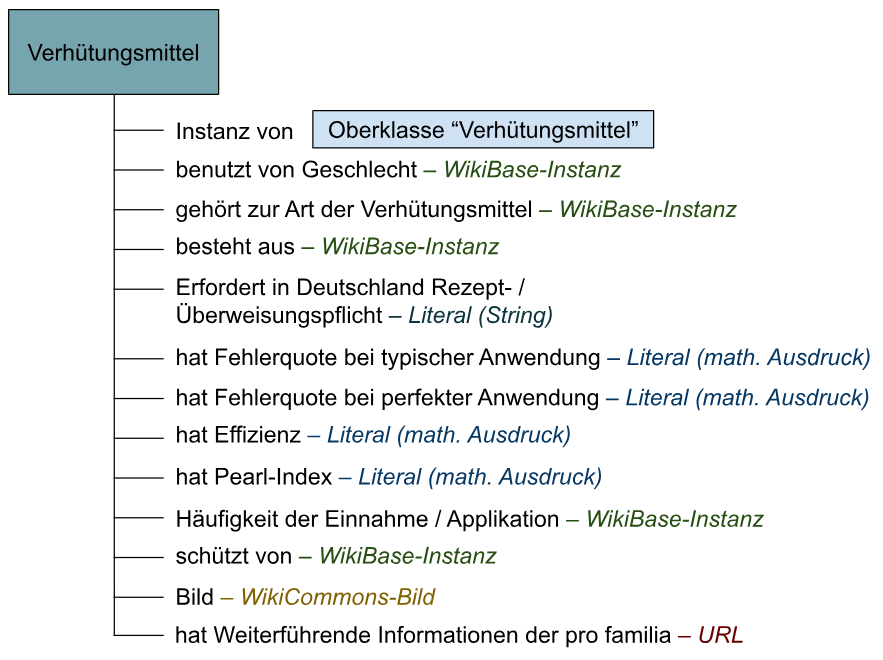 Verhütungsmittel
Instanz von Oberklasse “Verhütungsmittel”
benutzt von Geschlecht – WikiBase-Instanz
gehört zur Art der Verhütungsmittel – WikiBase-Instanz
besteht aus – WikiBase-Instanz
Erfordert in Deutschland Rezept- /
Überweisungspflicht – Literal (String)
hat Fehlerquote bei typischer Anwendung – Literal (math. Ausdruck)
hat Fehlerquote bei perfekter Anwendung – Literal (math. Ausdruck)
hat Effizienz – Literal (math. Ausdruck)
hat Pearl-Index – Literal (math. Ausdruck)
Häufigkeit der Einnahme / Applikation – WikiBase-Instanz
schützt von – WikiBase-Instanz
Bild – WikiCommons-Bild
hat Weiterführende Informationen der pro familia – URL